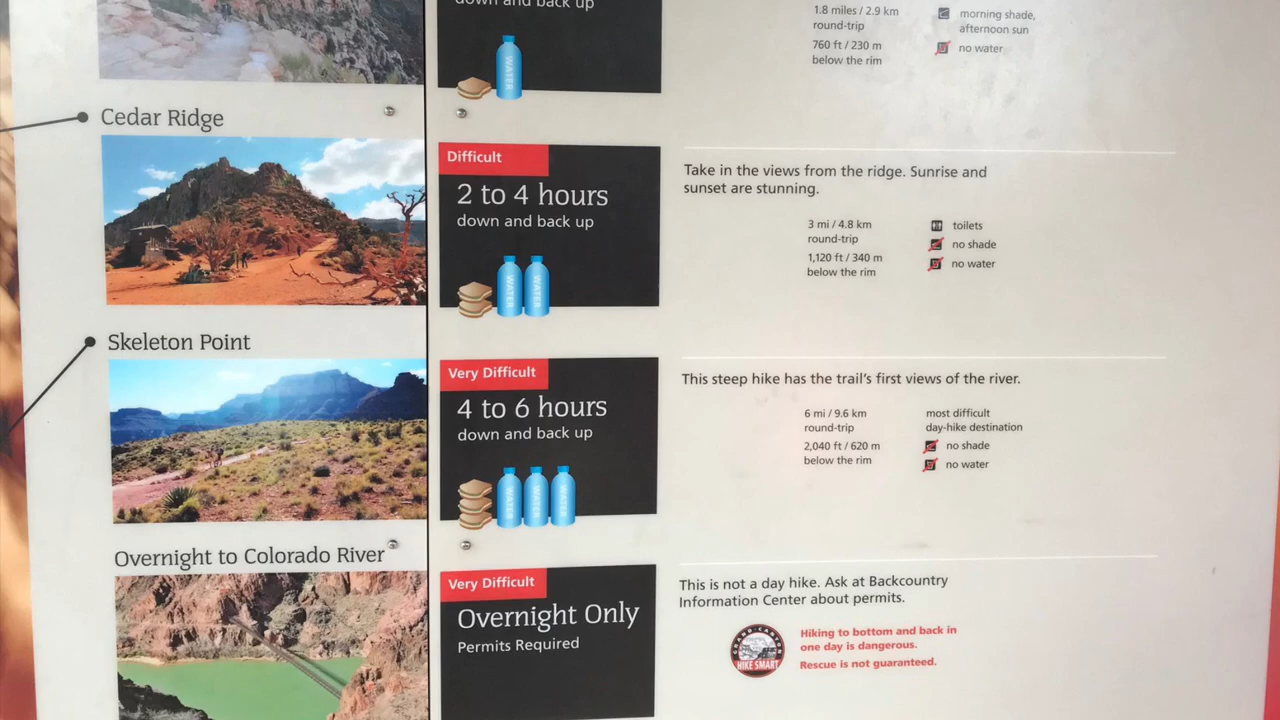 down and back up
WATER
1.8 miles / 2.9 km
round-trip
760 ft / 230 m
below the rim
morning shade,
afternoon sun
no water
Cedar Ridge
Difficult
2 to 4 hours
down and back up
WATER
WATER
Take in the views from the ridge. Sunrise and
sunset are stunning.
3 mi / 4.8 km
round-trip
1,120 ft / 340 m
below the rim
toilets
no shade
no water
Skeleton Point
Very Difficult
4 to 6 hours
down and back up
WATER
WATER
WATER
This steep hike has the trail's first views of the river.
6 mi / 9.6 km
round-trip
2,040 ft / 620 m
below the rim
most difficult
day-hike destination
no shade
no water
Overnight to Colorado River
Very Difficult
Overnight Only
Permits Required
This is not a day hike. Ask at Backcountry
Information Center about permits.
GRAND CANYON
HIKE SMART
Hiking to bottom and back in
one day is dangerous.
Rescue is not guaranteed.